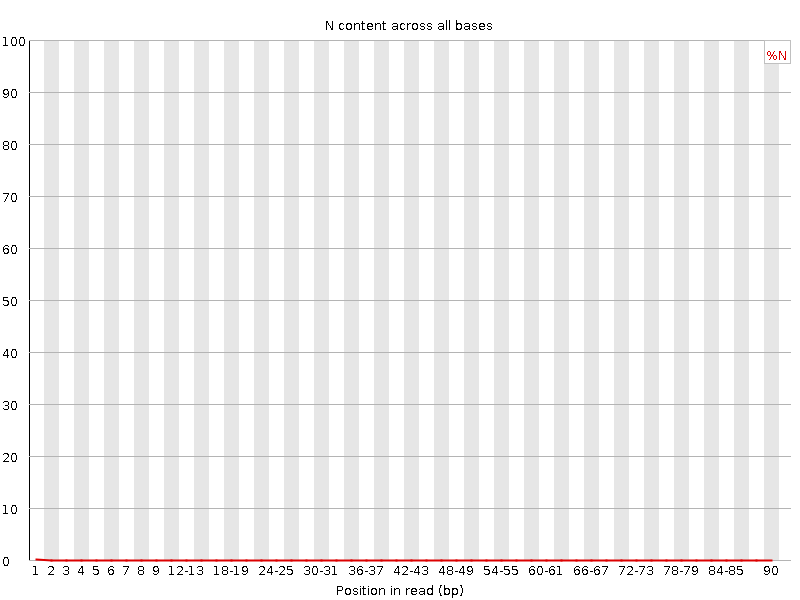 N content across all bases
100
%N
90
80
70
60
50
40
30
20
10
0
1 2 3 4 5 6 7 8 9 12-13 18-19 24-25 30-31 36-37 42-43 48-49 54-55 60-61 66-67 72-73 78-79 84-85 90
Position in read (bp)